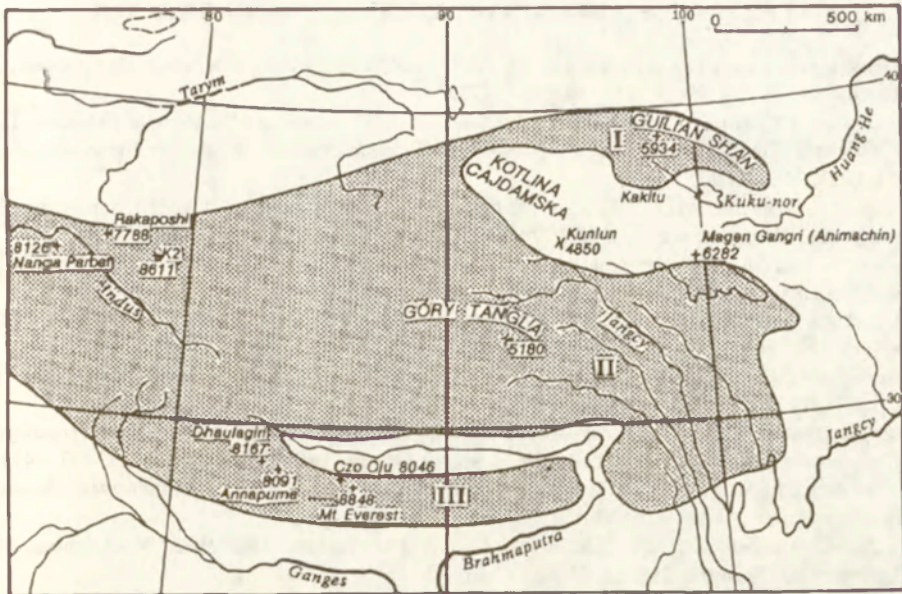 80
90
100
0 500 km
40
Tarym
GUILIAN SHAN
I
5934
Huang He
KOTLINA
CAJDAMSKA
Kakitu
Kuku-nor
Rakaposhi
7788
Kunlun
4850
Magen Gangri (Animachin)
6282
8126
K2
Nanga Parbat
8611
Indus
GÓRY TANGLA
5180
Jangcy
II
30
Dhaulagiri
8167
Jangcy
8091
Czo Oju 8046
Annapurna
8848
III
Mt Everest
Brahmaputra
Ganges